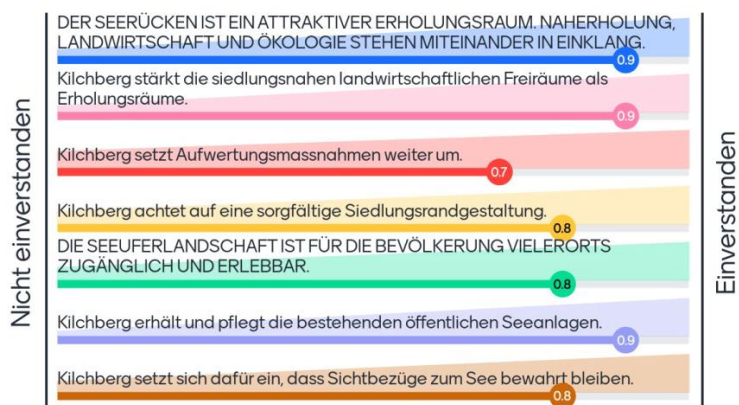 DER SEERÜCKEN IST EIN ATTRAKTIVER ERHOLUNGSRAUM. NAHERHOLUNG,
LANDWIRTSCHAFT UND ÖKOLOGIE STEHEN MITEINANDER IN EINKLANG.
0.9
Kilchberg stärkt die siedlungsnahen landwirtschaftlichen Freiräume als
Erholungsräume.
0.9
Kilchberg setzt Aufwertungsmassnahmen weiter um.
0.7
Kilchberg achtet auf eine sorgfältige Siedlungsrandgestaltung.
0.8
DIE SEEUFERLANDSCHAFT IST FÜR DIE BEVÖLKERUNG VIELERORTS
ZUGÄNGLICH UND ERLEBBAR.
0.8
Kilchberg erhält und pflegt die bestehenden öffentlichen Seeanlagen.
0.9
Kilchberg setzt sich dafür ein, dass Sichtbezüge zum See bewahrt bleiben.
0.8
Nicht einverstanden
Einverstanden